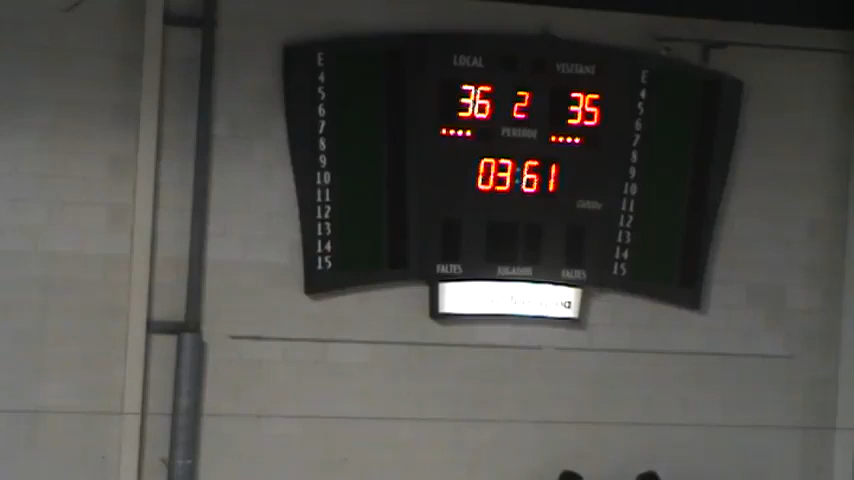 LOCAL VISITANT
36 2 35
PERIODE
03:61
E E
4 4
5 5
6 6
7 7
8 8
9 9
10 10
11 11
12 12
13 13
14 14
15 15
FALTES JUGADOR FALTES